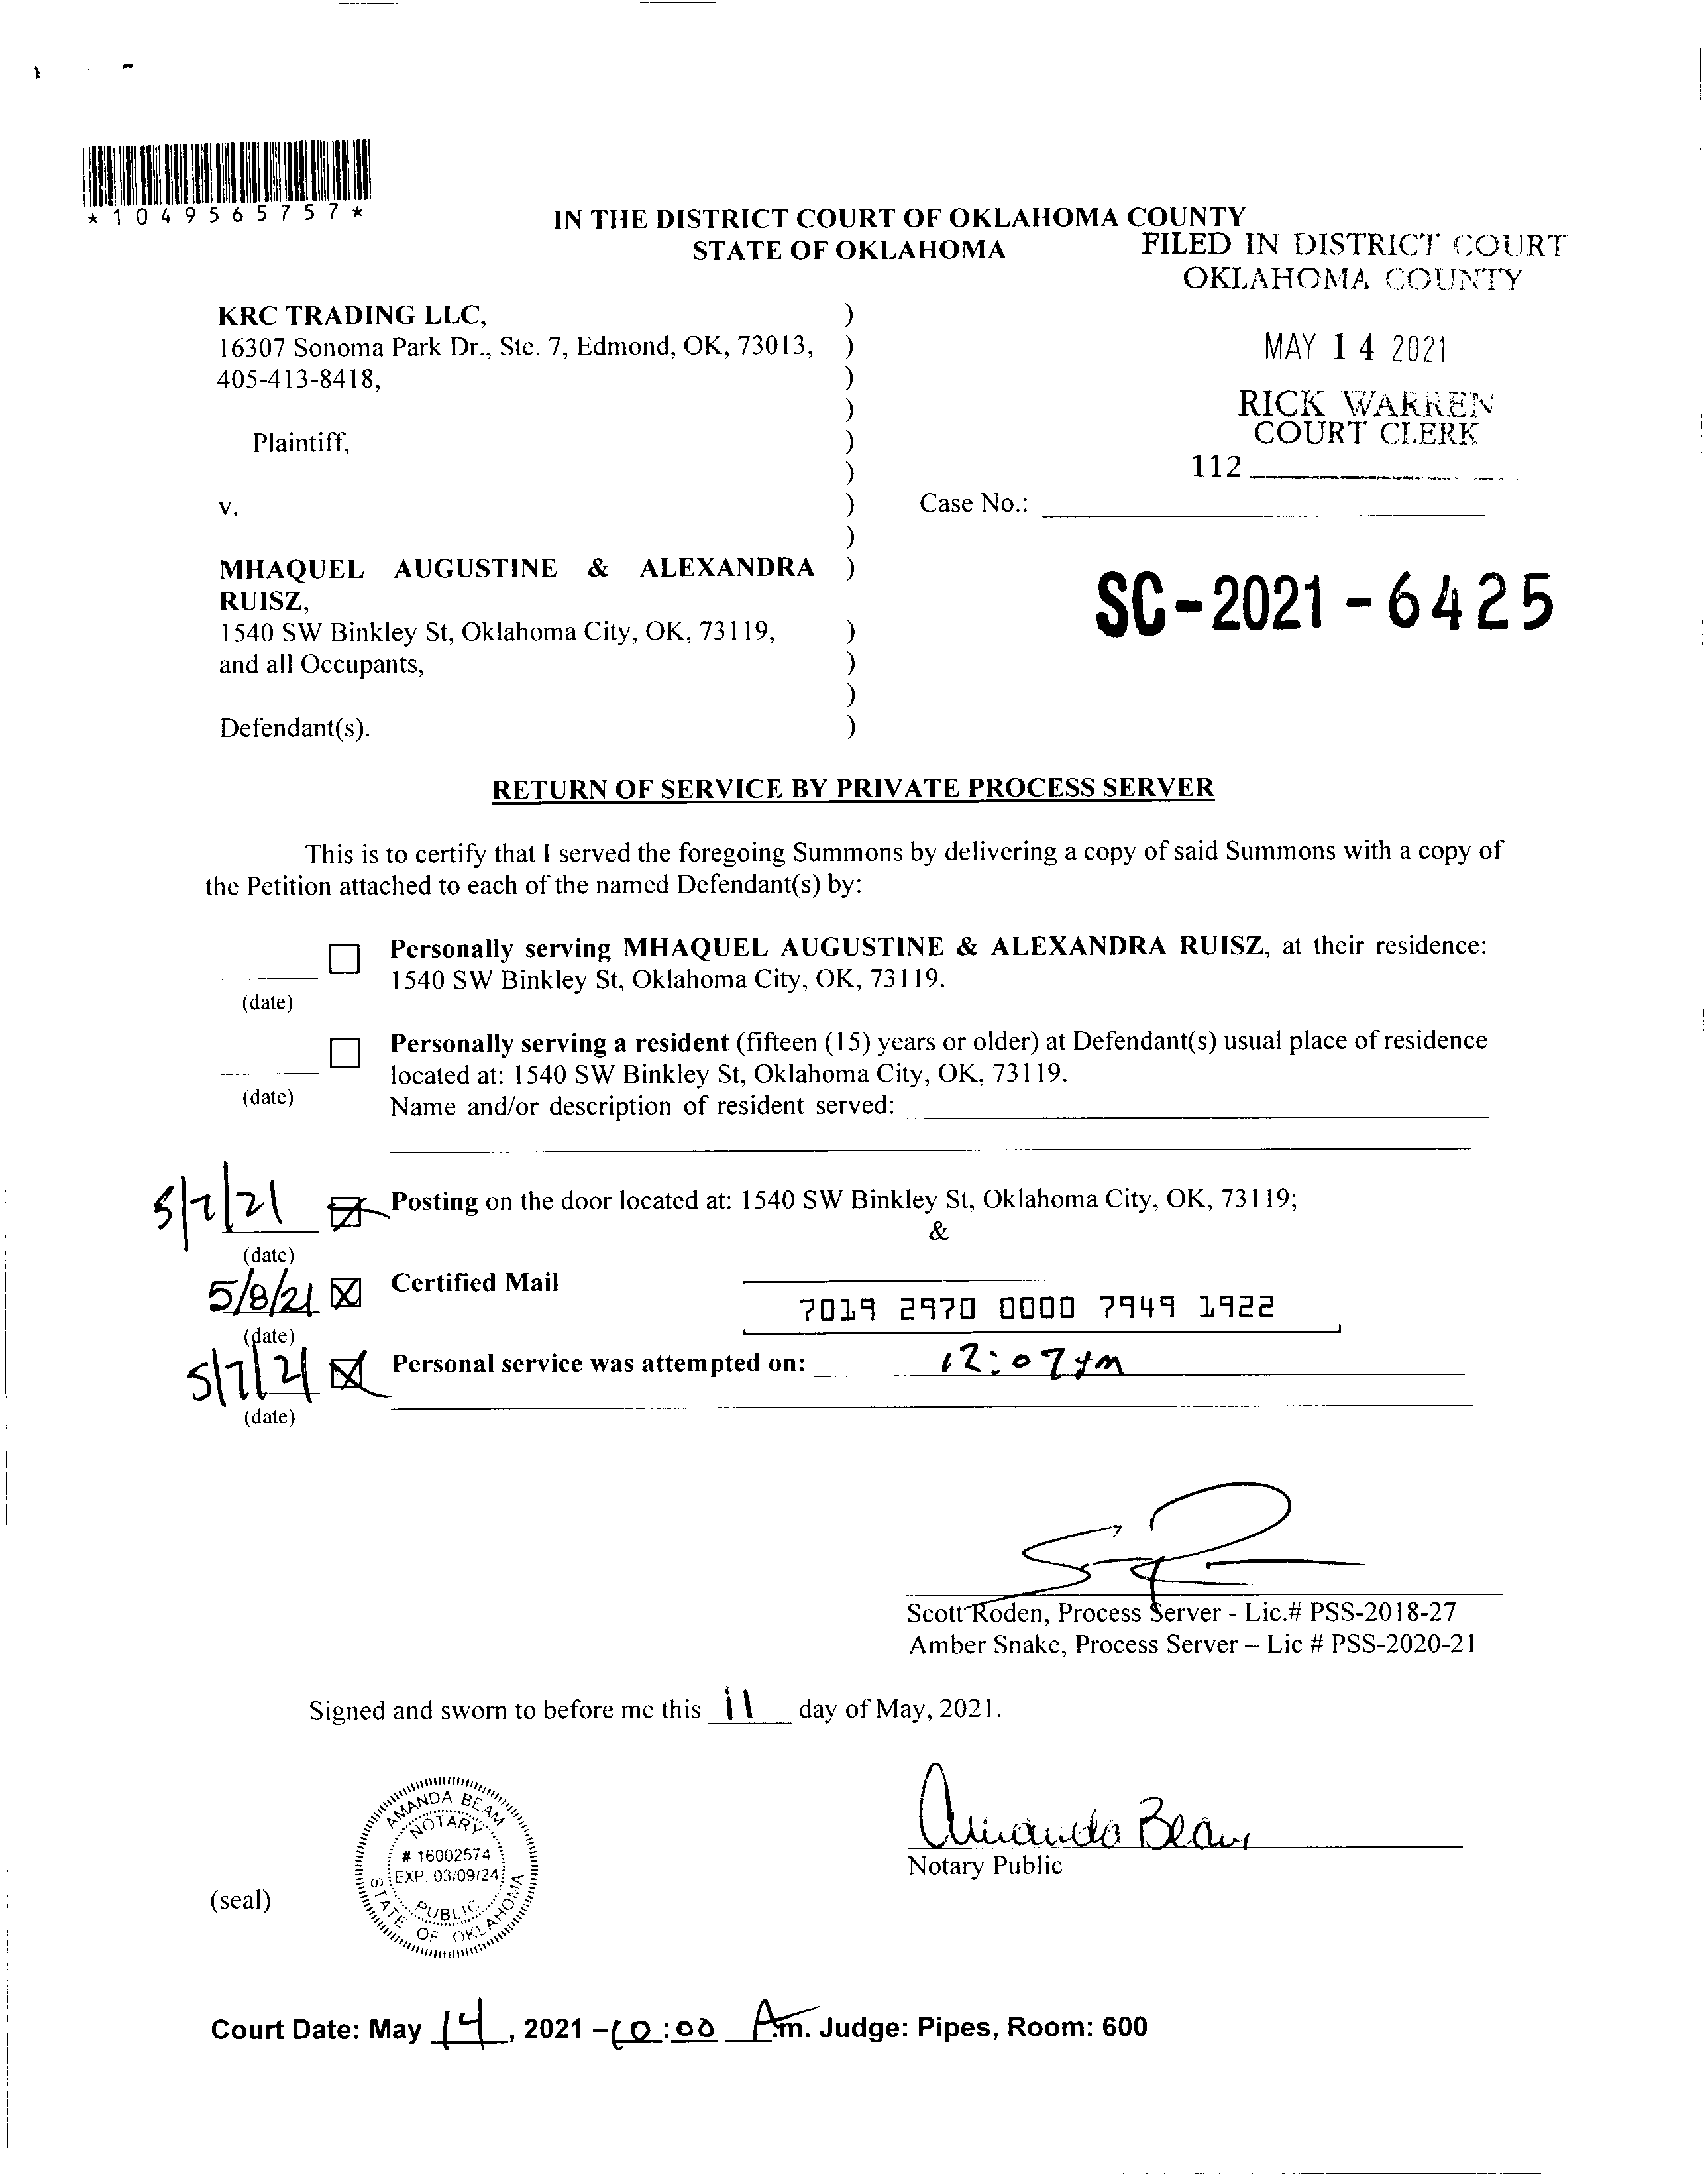 *1049565757*
IN THE DISTRICT COURT OF OKLAHOMA COUNTY
STATE OF OKLAHOMA
FILED IN DISTRICT COURT
OKLAHOMA COUNTY
MAY 14 2021
RICK WARREN
COURT CLERK
112
KRC TRADING LLC, )
16307 Sonoma Park Dr., Ste. 7, Edmond, OK, 73013, )
405-413-8418, )
)
Plaintiff, )
)
v. ) Case No.:
)
MHAQUEL AUGUSTINE & ALEXANDRA )
RUISZ,
SC-2021-6425
1540 SW Binkley St, Oklahoma City, OK, 73119, )
and all Occupants, )
)
Defendant(s). )
RETURN OF SERVICE BY PRIVATE PROCESS SERVER
This is to certify that I served the foregoing Summons by delivering a copy of said Summons with a copy of
the Petition attached to each of the named Defendant(s) by:
Personally serving MHAQUEL AUGUSTINE & ALEXANDRA RUISZ, at their residence:
1540 SW Binkley St, Oklahoma City, OK, 73119.
(date)
Personally serving a resident (fifteen (15) years or older) at Defendant(s) usual place of residence
located at: 1540 SW Binkley St, Oklahoma City, OK, 73119.
(date)
Name and/or description of resident served:
5/7/21 Posting on the door located at: 1540 SW Binkley St, Oklahoma City, OK, 73119;
&
(date)
5/8/21 Certified Mail
7019 2970 0000 7949 1922
(date)
5/7/21 Personal service was attempted on: 12:07 pm
(date)
Scott Roden, Process Server - Lic.# PSS-2018-27
Amber Snake, Process Server – Lic # PSS-2020-21
Signed and sworn to before me this 11 day of May, 2021.
Amanda Beam
Notary Public
(seal)
AMANDA BEAM
NOTARY
# 16002574
EXP. 03/09/24
PUBLIC
STATE OF OKLAHOMA
Court Date: May 14, 2021 – 10:00 A.m. Judge: Pipes, Room: 600